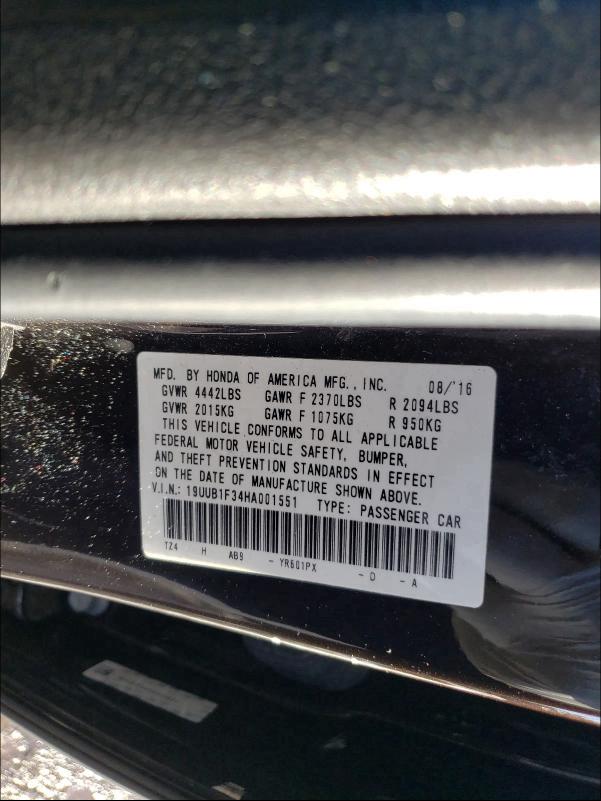 MFD. BY HONDA OF AMERICA MFG., INC. 08/'16
GVWR 4442LBS GAWR F 2370LBS R 2094LBS
GVWR 2015KG GAWR F 1075KG R 950KG
THIS VEHICLE CONFORMS TO ALL APPLICABLE
FEDERAL MOTOR VEHICLE SAFETY, BUMPER,
AND THEFT PREVENTION STANDARDS IN EFFECT
ON THE DATE OF MANUFACTURE SHOWN ABOVE.
V.I.N.: 19UUB1F34HA001551 TYPE: PASSENGER CAR
TZ4 H AB9 - YR601PX - D - A